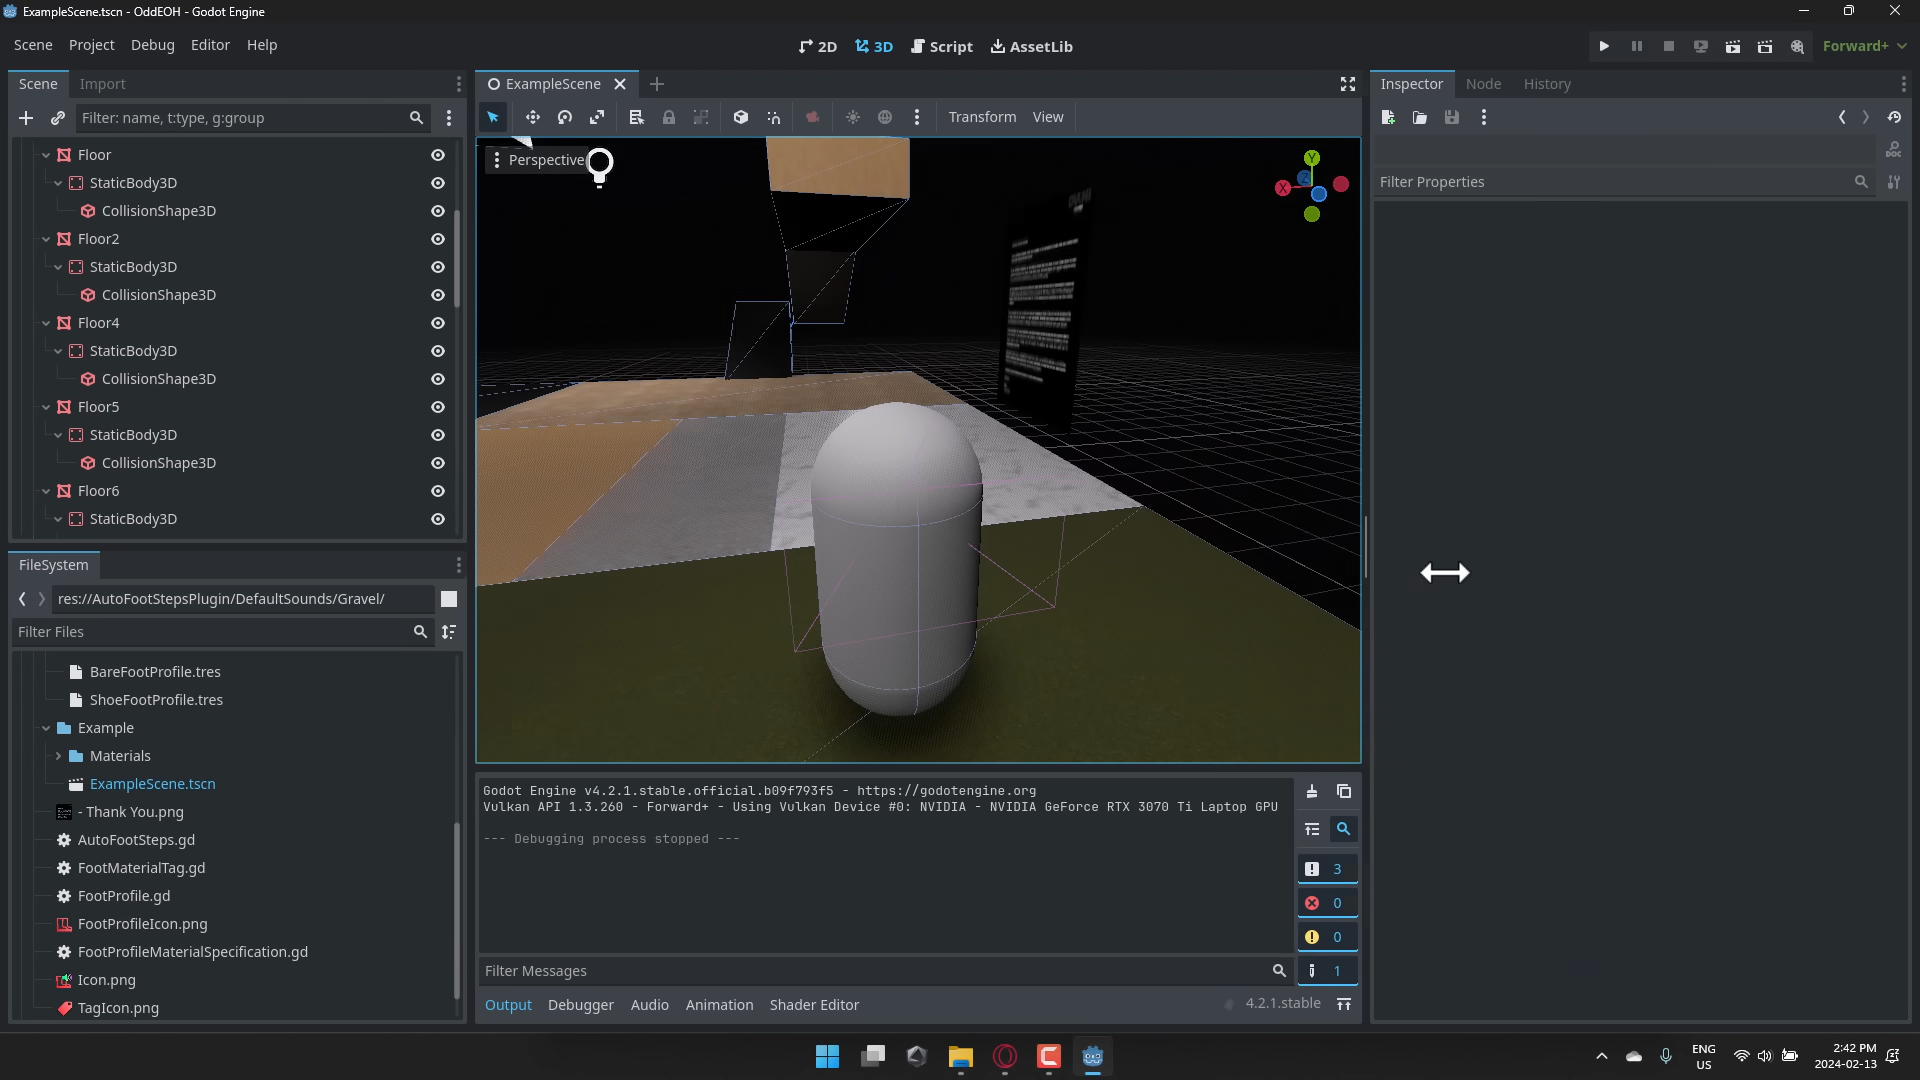 ExampleScene.tscn - OddEOH - Godot Engine
Scene Project Debug Editor Help
2D 3D Script AssetLib
Forward+
Scene Import
Filter: name, t:type, g:group
Floor
StaticBody3D
CollisionShape3D
Floor2
StaticBody3D
CollisionShape3D
Floor4
StaticBody3D
CollisionShape3D
Floor5
StaticBody3D
CollisionShape3D
Floor6
StaticBody3D
FileSystem
res://AutoFootStepsPlugin/DefaultSounds/Gravel/
Filter Files
BareFootProfile.tres
ShoeFootProfile.tres
Example
Materials
ExampleScene.tscn
- Thank You.png
AutoFootSteps.gd
FootMaterialTag.gd
FootProfile.gd
FootProfileIcon.png
FootProfileMaterialSpecification.gd
Icon.png
TagIcon.png
ExampleScene
Transform View
Perspective
Y
X
Z
Godot Engine v4.2.1.stable.official.b09f793f5 - https://godotengine.org
Vulkan API 1.3.260 - Forward+ - Using Vulkan Device #0: NVIDIA - NVIDIA GeForce RTX 3070 Ti Laptop GPU
--- Debugging process stopped ---
3
0
0
1
Filter Messages
Output Debugger Audio Animation Shader Editor
4.2.1.stable
Inspector Node History
DOC
Filter Properties
ENG
US
2:42 PM
2024-02-13